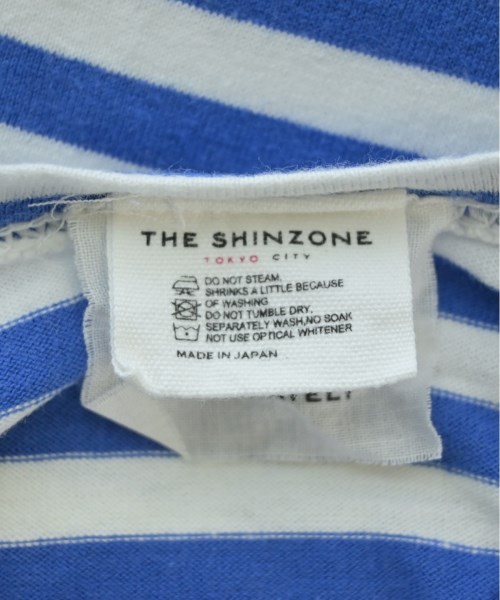 THE SHINZONE
TOKYO CITY
DO NOT STEAM,
SHRINKS A LITTLE BECAUSE
OF WASHING
DO NOT TUMBLE DRY,
SEPARATELY WASH,NO SOAK
NOT USE OPTICAL WHITENER
MADE IN JAPAN